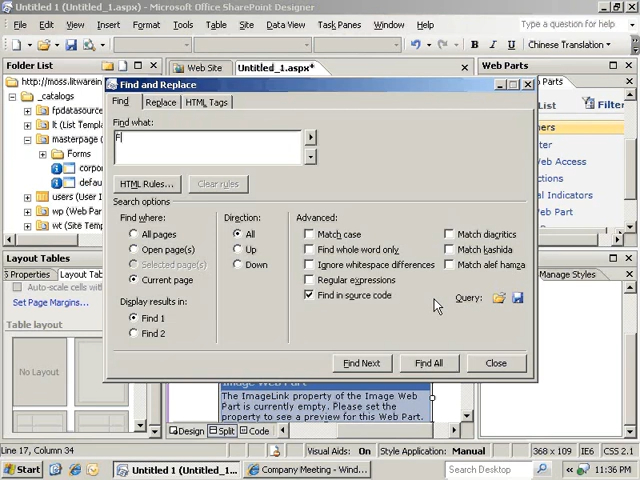 Untitled 1 (Untitled_1.aspx) - Microsoft Office SharePoint Designer
File Edit View Insert Format Tools Table Site Data View Task Panes Window Type a question for help
B I U Chinese Translation
Folder List
Web Site Untitled_1.aspx*
Web Parts
http://moss.litwarein
_catalogs
fpdatasource
lt (List Templa
masterpage (
Forms
corpo
defau
users (User In
wp (Web Part
wt (Site Temp
Parts
List Filter
ers
ter
Web Access
Part
nal Indicators
Web Parts
Find and Replace
Find Replace HTML Tags
Find what:
F
HTML Rules... Clear rules
Search options
Find where:
All pages
Open page(s)
Selected page(s)
Current page
Display results in:
Find 1
Find 2
Direction:
All
Up
Down
Advanced:
Match case
Find whole word only
Ignore whitespace differences
Regular expressions
Find in source code
Match diacritics
Match kashida
Match alef hamza
Query:
Find Next Find All Close
Layout Tables
Properties Layout
Manage Styles
Auto-scale cells wit
Set Page Margins...
Table layout
No Layout
Image Web Part
The ImageLink property of the Image Web
Part is currently empty. Please set the
property to see a preview for this Web Part.
Design Split Code
Line 17, Column 34 Visual Aids: On Style Application: Manual 368 x 109 IE6 CSS 2.1
Start Untitled 1 (Untitled_1.... Company Meeting - Wind... Search Desktop 11:36 PM